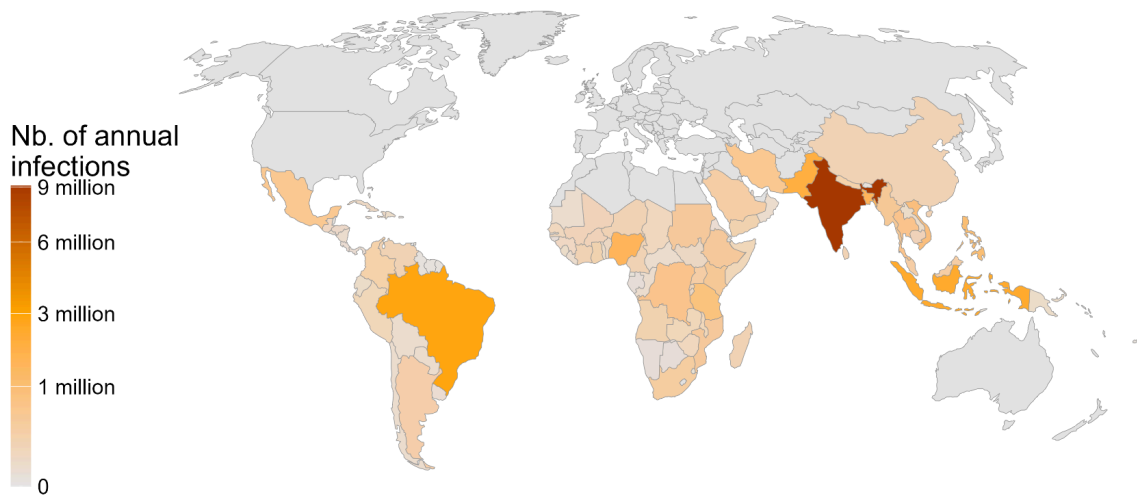 Nb. of annual
infections
9 million
6 million
3 million
1 million
0